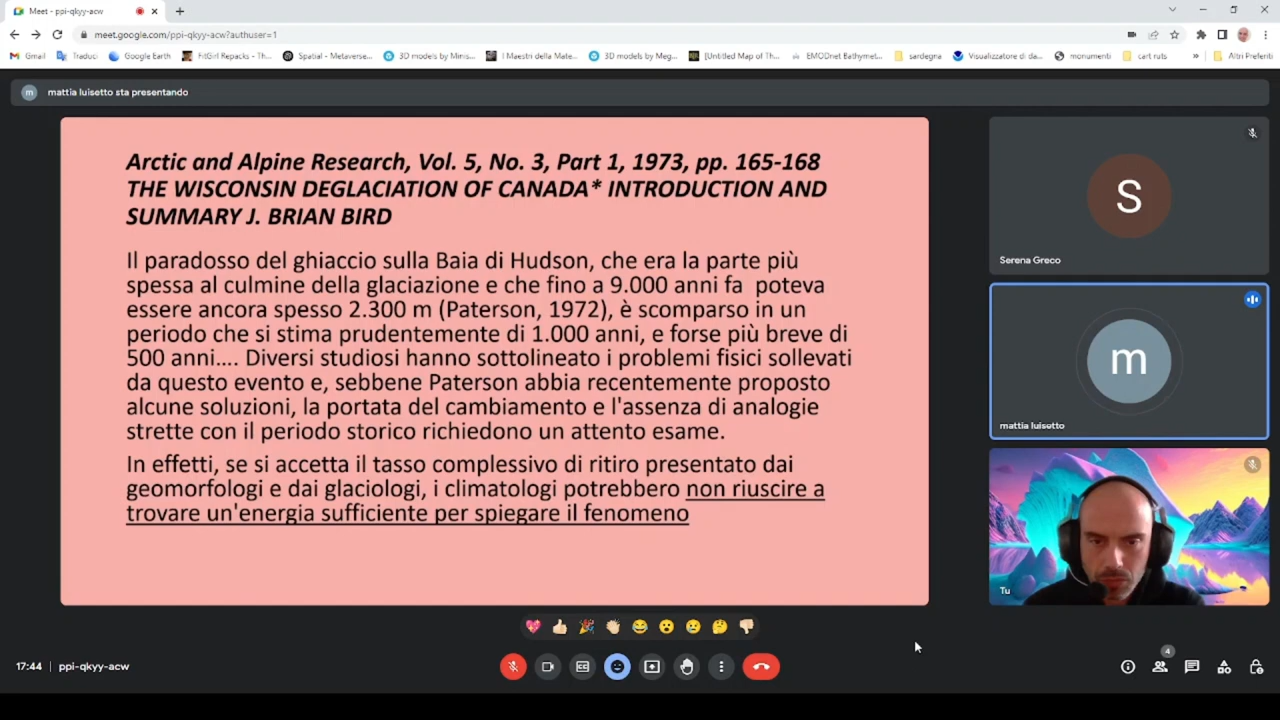 Meet - ppi-qkyy-acw
meet.google.com/ppi-qkyy-acw?authuser=1
Gmail
Traduci
Google Earth
FitGirl Repacks - Th...
Spatial - Metaverse...
3D models by Minis...
I Maestri della Mate...
3D models by Meg...
[Untitled Map of Th...
EMODnet Bathymet...
sardegna
Visualizzatore di da...
monumenti
cart ruts
»
Altri Preferiti
m
mattia luisetto sta presentando
Arctic and Alpine Research, Vol. 5, No. 3, Part 1, 1973, pp. 165-168
THE WISCONSIN DEGLACIATION OF CANADA* INTRODUCTION AND
SUMMARY J. BRIAN BIRD
Il paradosso del ghiaccio sulla Baia di Hudson, che era la parte più
spessa al culmine della glaciazione e che fino a 9.000 anni fa poteva
essere ancora spesso 2.300 m (Paterson, 1972), è scomparso in un
periodo che si stima prudentemente di 1.000 anni, e forse più breve di
500 anni.... Diversi studiosi hanno sottolineato i problemi fisici sollevati
da questo evento e, sebbene Paterson abbia recentemente proposto
alcune soluzioni, la portata del cambiamento e l'assenza di analogie
strette con il periodo storico richiedono un attento esame.
In effetti, se si accetta il tasso complessivo di ritiro presentato dai
geomorfologi e dai glaciologi, i climatologi potrebbero non riuscire a
trovare un'energia sufficiente per spiegare il fenomeno
S
Serena Greco
m
mattia luisetto
Tu
17:44 | ppi-qkyy-acw
4